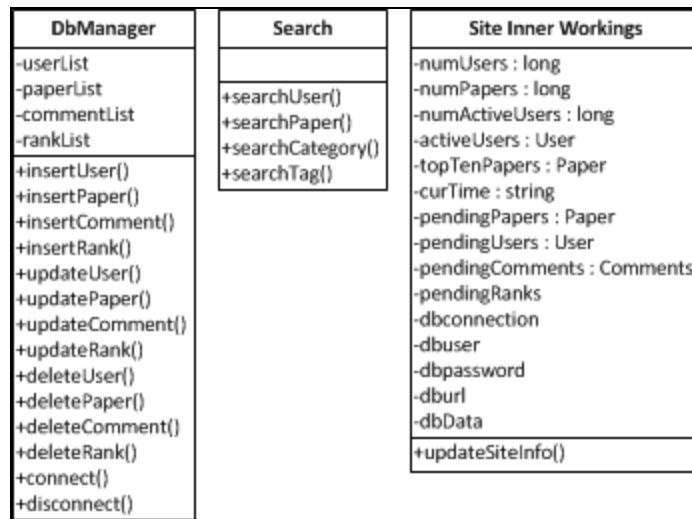 DbManager
-userList
-paperList
-commentList
-rankList
+insertUser()
+insertPaper()
+insertComment()
+insertRank()
+updateUser()
+updatePaper()
+updateComment()
+updateRank()
+deleteUser()
+deletePaper()
+deleteComment()
+deleteRank()
+connect()
+disconnect()
Search
+searchUser()
+searchPaper()
+searchCategory()
+searchTag()
Site Inner Workings
-numUsers : long
-numPapers : long
-numActiveUsers : long
-activeUsers : User
-topTenPapers : Paper
-curTime : string
-pendingPapers : Paper
-pendingUsers : User
-pendingComments : Comments
-pendingRanks
-dbconnection
-dbuser
-dbpassword
-dburl
-dbData
+updateSiteInfo()